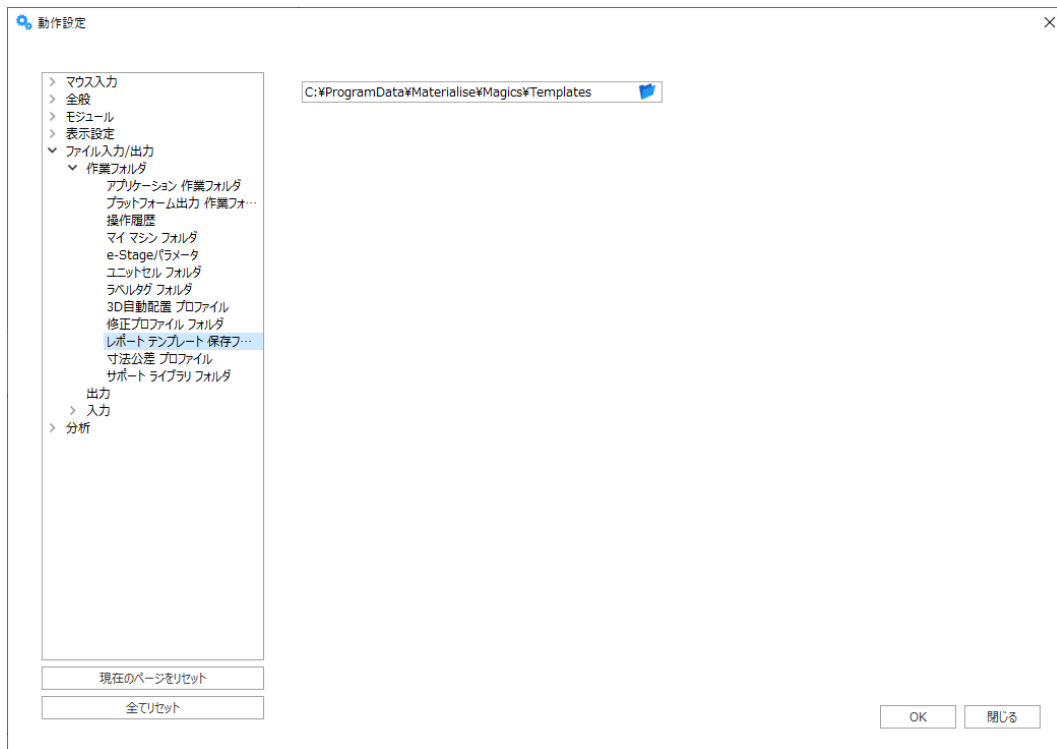 動作設定
マウス入力
全般
モジュール
表示設定
ファイル入力/出力
作業フォルダ
アプリケーション 作業フォルダ
プラットフォーム出力 作業フォ…
操作履歴
マイ マシン フォルダ
e-Stageパラメータ
ユニットセル フォルダ
ラベルタグ フォルダ
3D自動配置 プロファイル
修正プロファイル フォルダ
レポート テンプレート 保存フ…
寸法公差 プロファイル
サポート ライブラリ フォルダ
出力
入力
分析
C:¥ProgramData¥Materialise¥Magics¥Templates
現在のページをリセット
全てリセット
OK
閉じる